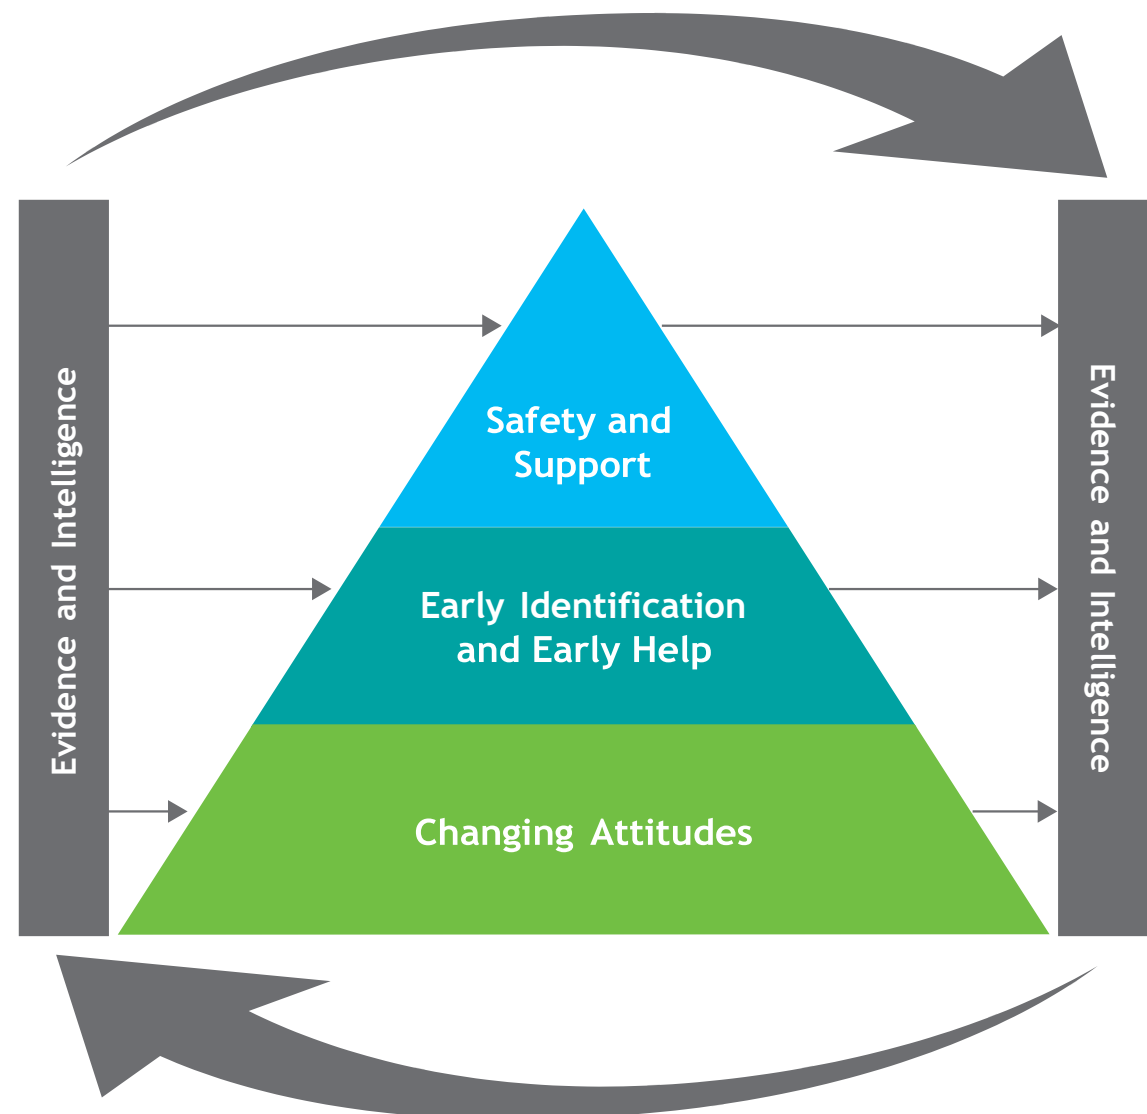 Evidence and Intelligence
Safety and
Support
Early Identification
and Early Help
Changing Attitudes
Evidence and Intelligence